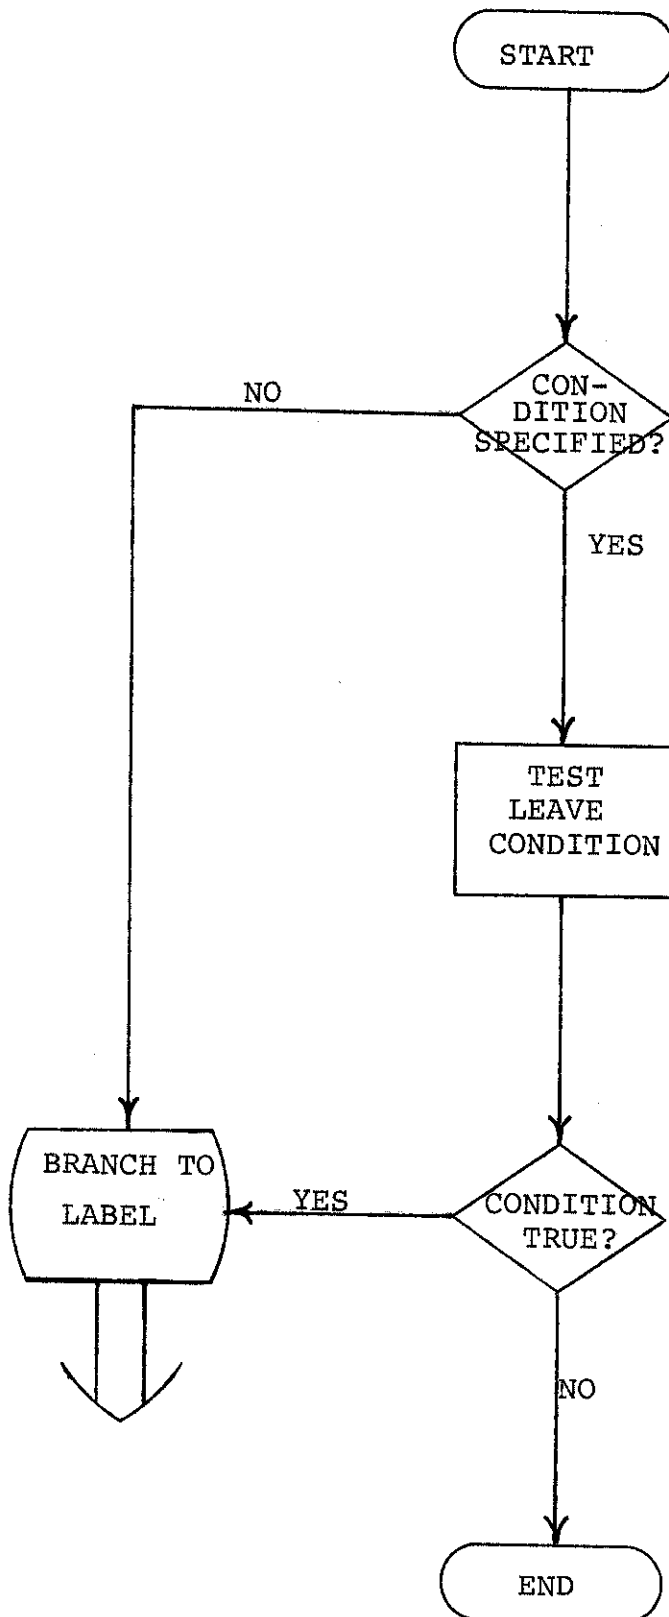 START
NO
CON-
DITION
SPECIFIED?
YES
TEST
LEAVE
CONDITION
BRANCH TO
LABEL
YES
CONDITION
TRUE?
NO
END